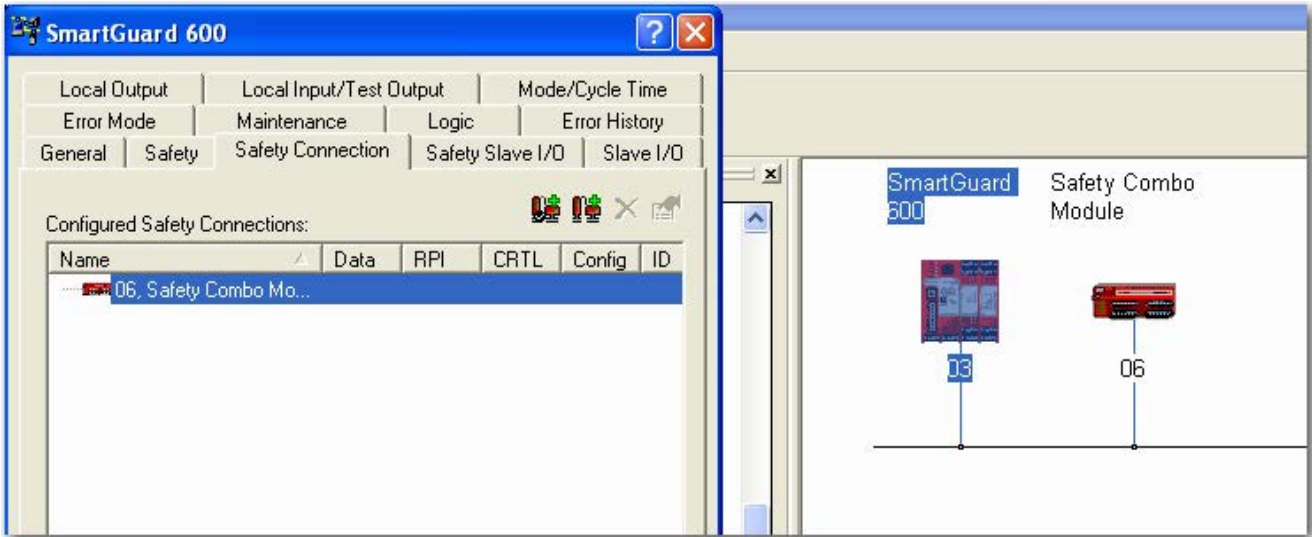 SmartGuard 600
Local Output Local Input/Test Output Mode/Cycle Time
Error Mode Maintenance Logic Error History
General Safety Safety Connection Safety Slave I/O Slave I/O
Configured Safety Connections:
Name Data RPI CRTL Config ID
06, Safety Combo Mo...
SmartGuard
600
Safety Combo
Module
03
06